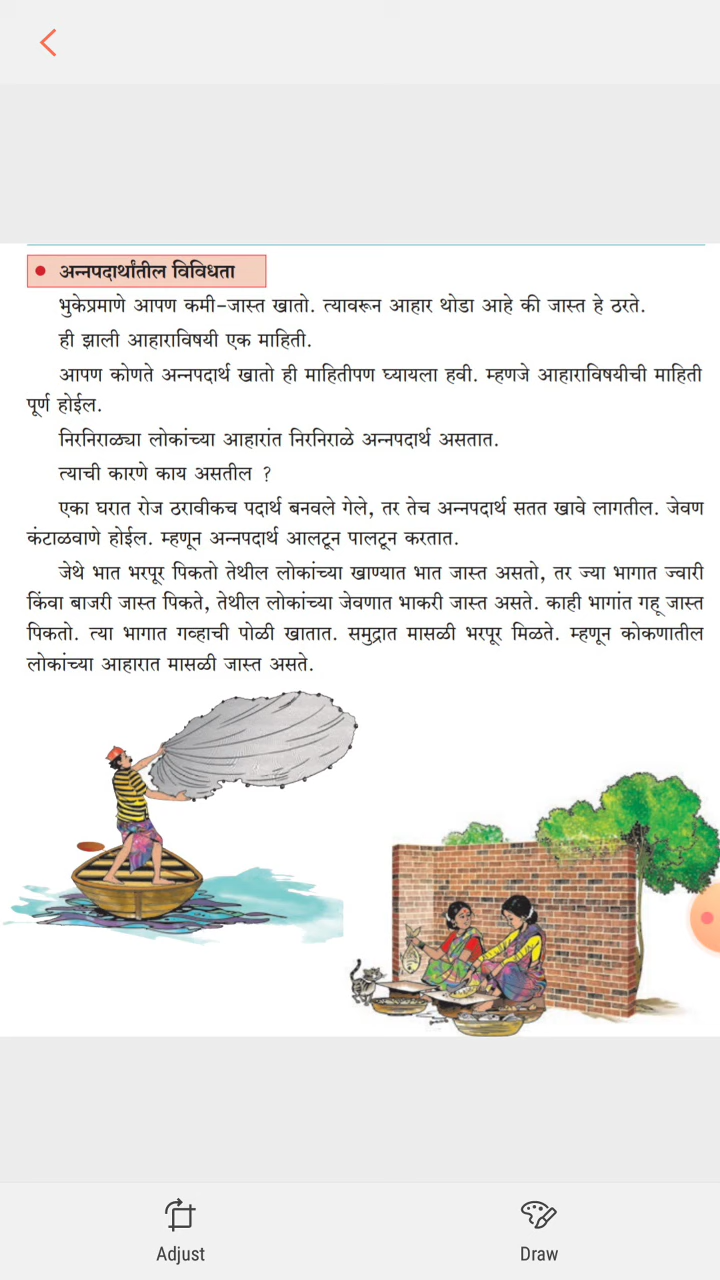 • अन्नपदार्थांतील विविधता
भुकेप्रमाणे आपण कमी-जास्त खातो. त्यावरून आहार थोडा आहे की जास्त हे ठरते.
ही झाली आहाराविषयी एक माहिती.
आपण कोणते अन्नपदार्थ खातो ही माहितीपण घ्यायला हवी. म्हणजे आहाराविषयीची माहिती
पूर्ण होईल.
निरनिराळ्या लोकांच्या आहारांत निरनिराळे अन्नपदार्थ असतात.
त्याची कारणे काय असतील ?
एका घरात रोज ठरावीकच पदार्थ बनवले गेले, तर तेच अन्नपदार्थ सतत खावे लागतील. जेवण
कंटाळवाणे होईल. म्हणून अन्नपदार्थ आलटून पालटून करतात.
जेथे भात भरपूर पिकतो तेथील लोकांच्या खाण्यात भात जास्त असतो, तर ज्या भागात ज्वारी
किंवा बाजरी जास्त पिकते, तेथील लोकांच्या जेवणात भाकरी जास्त असते. काही भागांत गहू जास्त
पिकतो. त्या भागात गव्हाची पोळी खातात. समुद्रात मासळी भरपूर मिळते. म्हणून कोकणातील
लोकांच्या आहारात मासळी जास्त असते.
Adjust
Draw